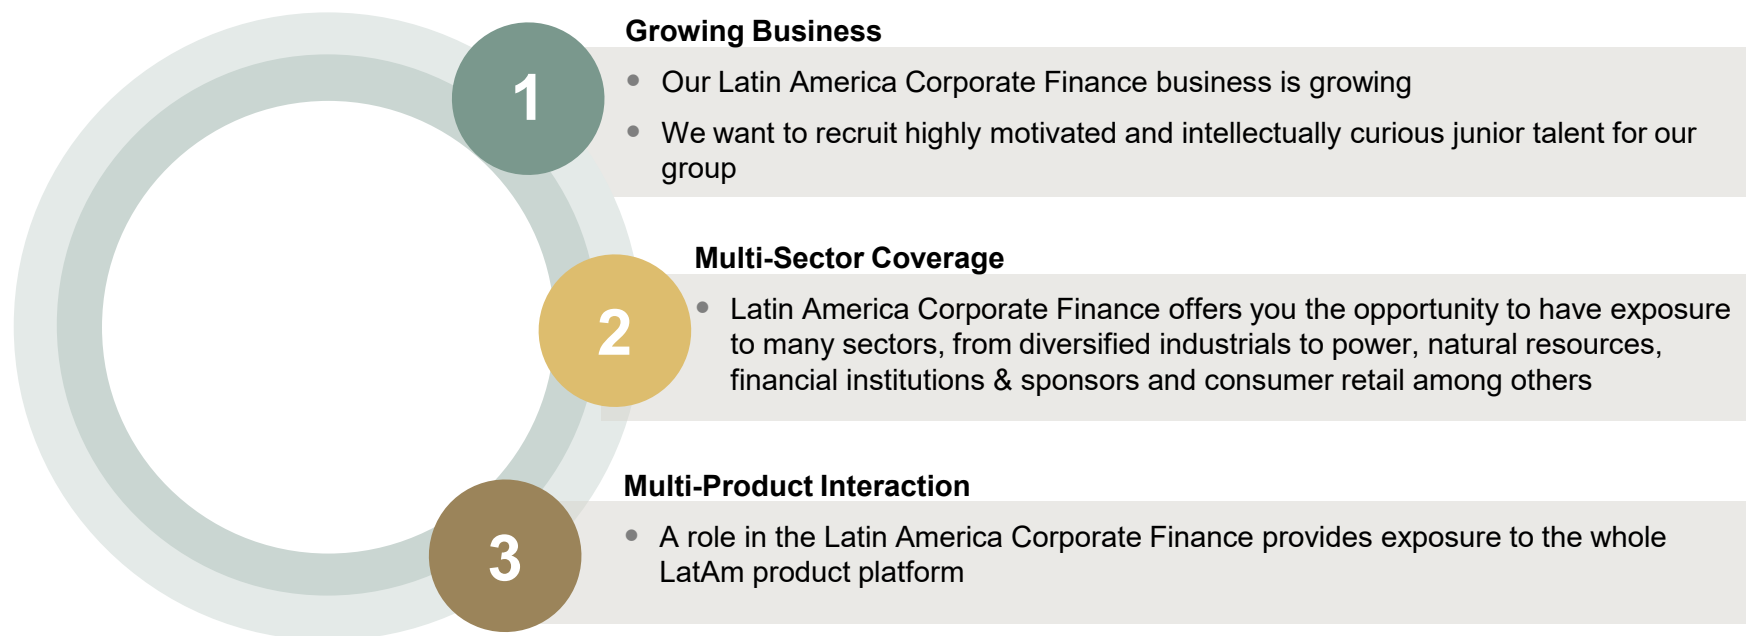 Growing Business
1
• Our Latin America Corporate Finance business is growing
• We want to recruit highly motivated and intellectually curious junior talent for our
group
Multi-Sector Coverage
2
• Latin America Corporate Finance offers you the opportunity to have exposure
to many sectors, from diversified industrials to power, natural resources,
financial institutions & sponsors and consumer retail among others
Multi-Product Interaction
3
• A role in the Latin America Corporate Finance provides exposure to the whole
LatAm product platform